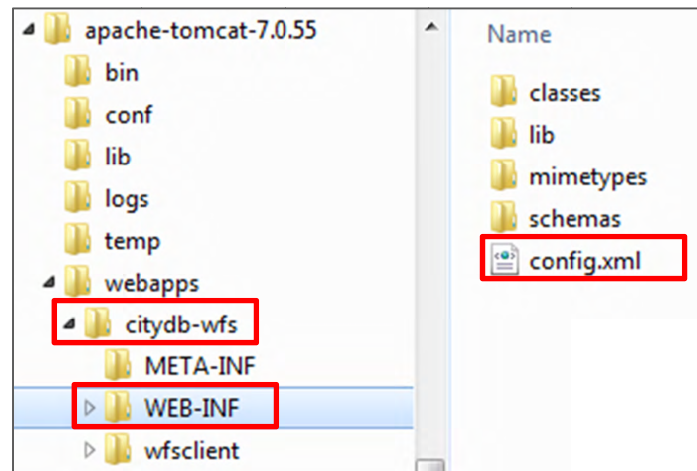 apache-tomcat-7.0.55
bin
conf
lib
logs
temp
webapps
citydb-wfs
META-INF
WEB-INF
wfsclient
Name
classes
lib
mimetypes
schemas
config.xml